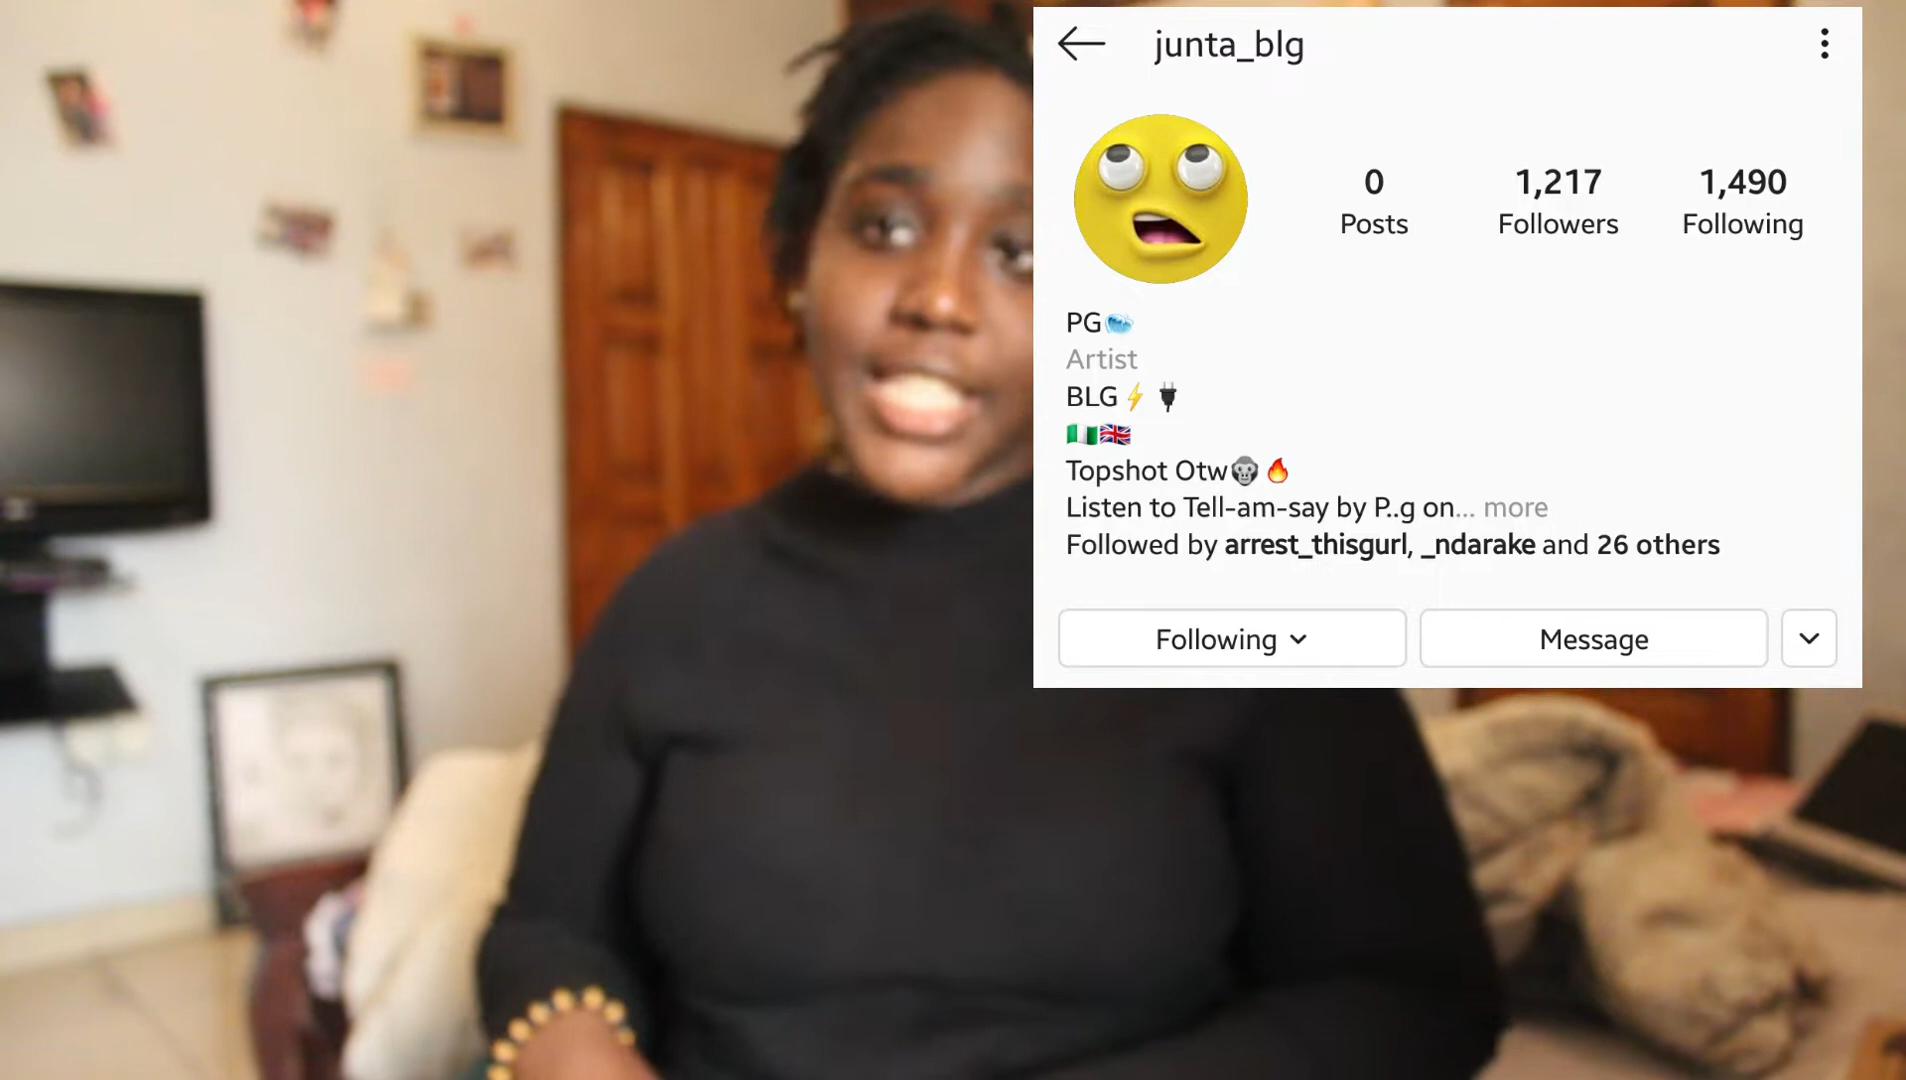 junta_blg
0
Posts
1,217
Followers
1,490
Following
PG🌊
Artist
BLG⚡🔌
🇳🇬🇬🇧
Topshot Otw🦍🔥
Listen to Tell-am-say by P..g on... more
Followed by arrest_thisgurl, _ndarake and 26 others
Following
Message